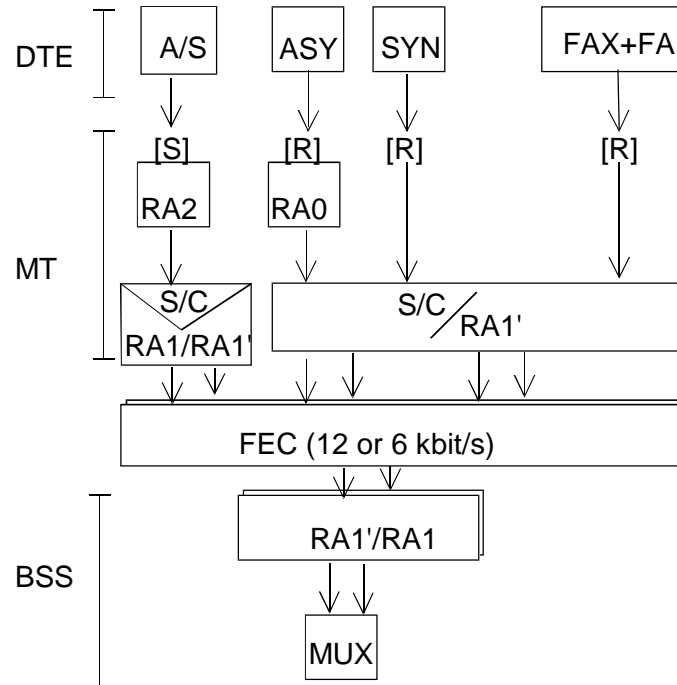 DTE
A/S
ASY
SYN
FAX+FA
[S]
[R]
[R]
[R]
RA2
RA0
MT
S/C
RA1/RA1'
S/C
RA1'
FEC (12 or 6 kbit/s)
RA1'/RA1
BSS
MUX